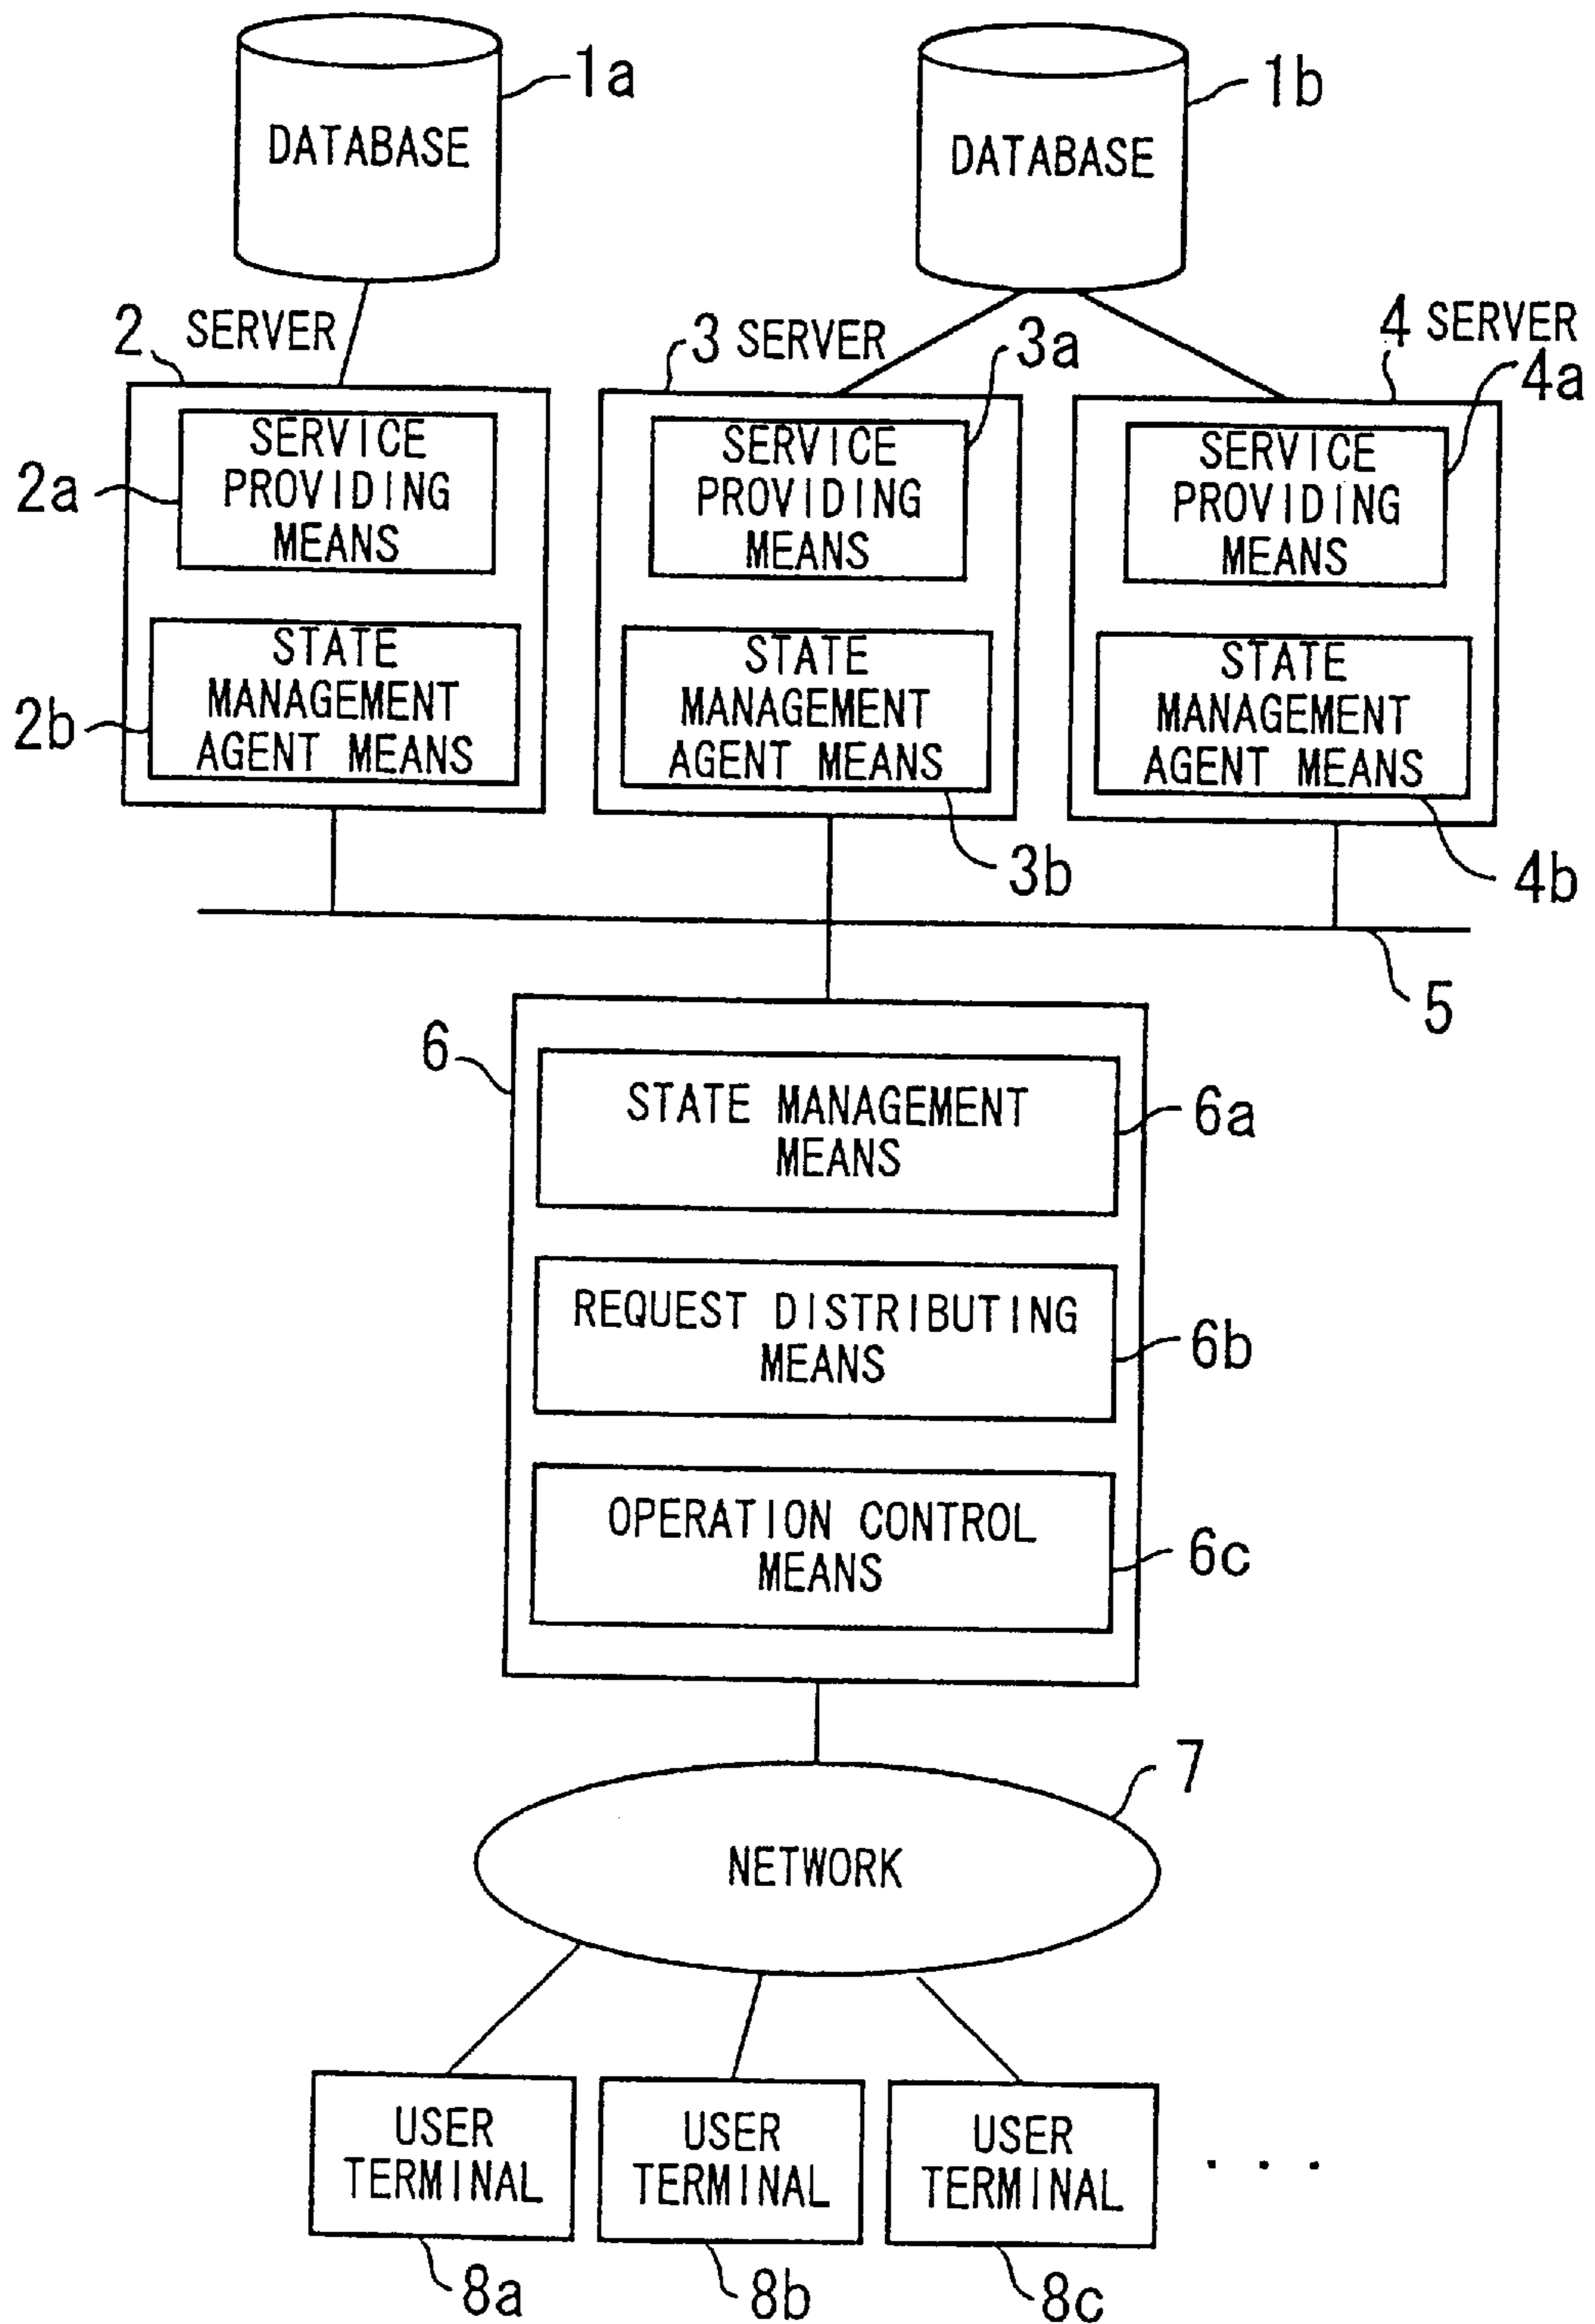 1a
DATABASE
1b
DATABASE
2 SERVER
3 SERVER
3a
4 SERVER
4a
2a
SERVICE
PROVIDING
MEANS
SERVICE
PROVIDING
MEANS
SERVICE
PROVIDING
MEANS
2b
STATE
MANAGEMENT
AGENT MEANS
STATE
MANAGEMENT
AGENT MEANS
STATE
MANAGEMENT
AGENT MEANS
3b
4b
5
6
STATE MANAGEMENT
MEANS
6a
REQUEST DISTRIBUTING
MEANS
6b
OPERATION CONTROL
MEANS
6c
7
NETWORK
USER
TERMINAL
USER
TERMINAL
USER
TERMINAL
. . .
8a
8b
8c